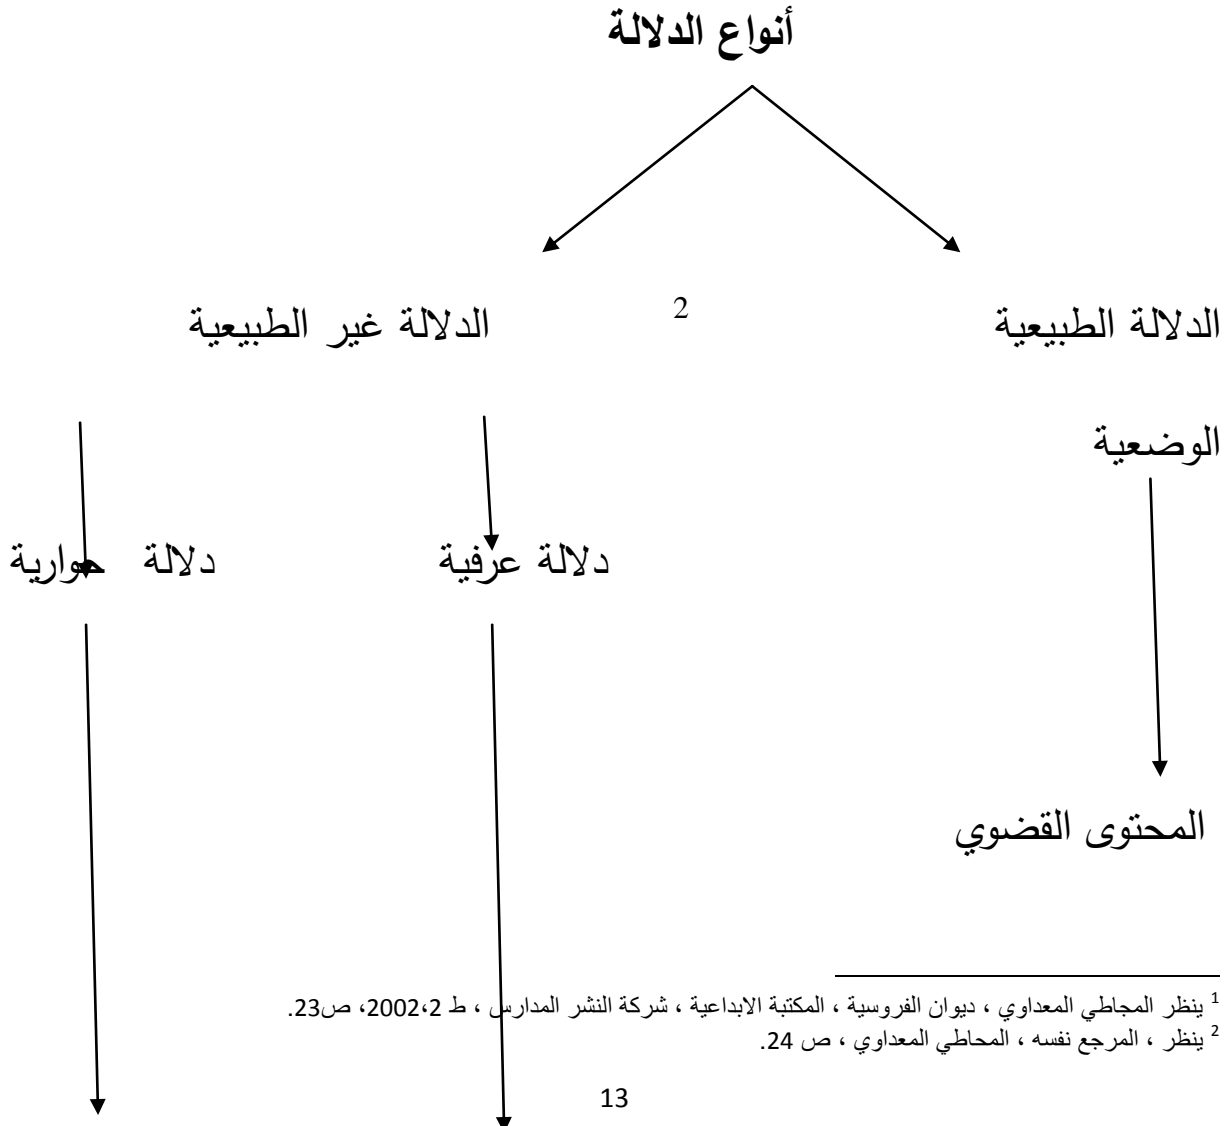 أنواع الدلالة
الدلالة الطبيعية 2 الدلالة غير الطبيعية
الوضعية
دلالة عرفية دلالة حوارية
المحتوى القضوي
1 ينظر المجاطي المعداوي ، ديوان الفروسية ، المكتبة الابداعية ، شركة النشر المدارس ، ط 2،2002، ص23.
2 ينظر ، المرجع نفسه ، المحاطي المعداوي ، ص 24.
13